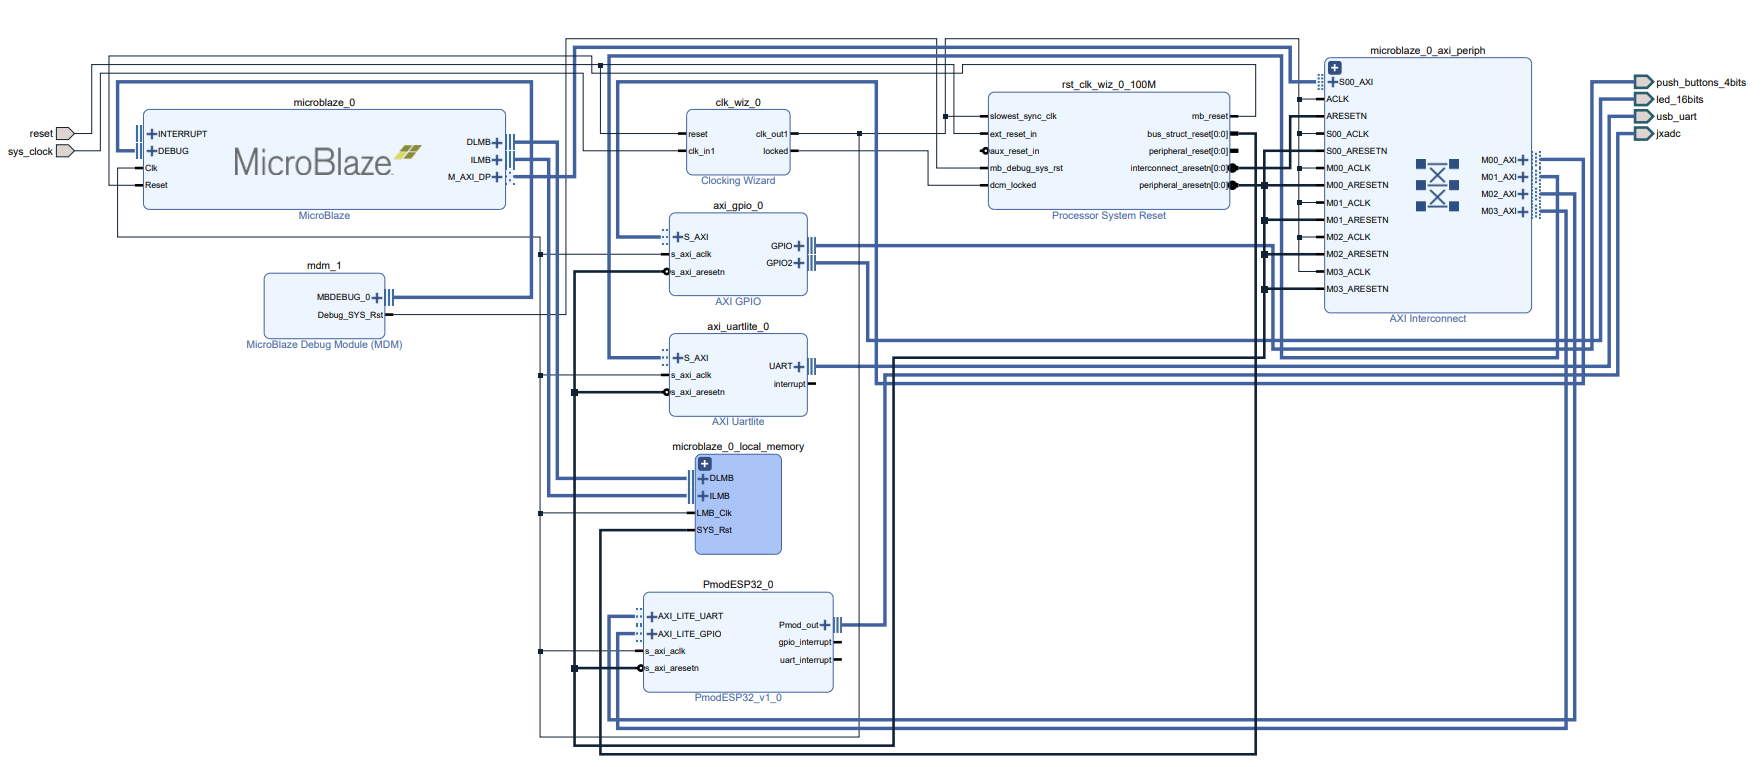 reset
sys_clock
microblaze_0
INTERRUPT
DEBUG
Clk
Reset
MicroBlaze
DLMB
ILMB
M_AXI_DP
MicroBlaze
mdm_1
MBDEBUG_0
Debug_SYS_Rst
MicroBlaze Debug Module (MDM)
clk_wiz_0
reset
clk_in1
clk_out1
locked
Clocking Wizard
axi_gpio_0
S_AXI
s_axi_aclk
s_axi_aresetn
GPIO
GPIO2
AXI GPIO
axi_uartlite_0
S_AXI
s_axi_aclk
s_axi_aresetn
UART
interrupt
AXI Uartlite
microblaze_0_local_memory
DLMB
ILMB
LMB_Clk
SYS_Rst
PmodESP32_0
AXI_LITE_UART
AXI_LITE_GPIO
s_axi_aclk
s_axi_aresetn
Pmod_out
gpio_interrupt
uart_interrupt
PmodESP32_v1_0
rst_clk_wiz_0_100M
slowest_sync_clk
ext_reset_in
aux_reset_in
mb_debug_sys_rst
dcm_locked
mb_reset
bus_struct_reset[0:0]
peripheral_reset[0:0]
interconnect_aresetn[0:0]
peripheral_aresetn[0:0]
Processor System Reset
microblaze_0_axi_periph
S00_AXI
ACLK
ARESETN
S00_ACLK
S00_ARESETN
M00_ACLK
M00_ARESETN
M01_ACLK
M01_ARESETN
M02_ACLK
M02_ARESETN
M03_ACLK
M03_ARESETN
M00_AXI
M01_AXI
M02_AXI
M03_AXI
AXI Interconnect
push_buttons_4bits
led_16bits
usb_uart
jxadc